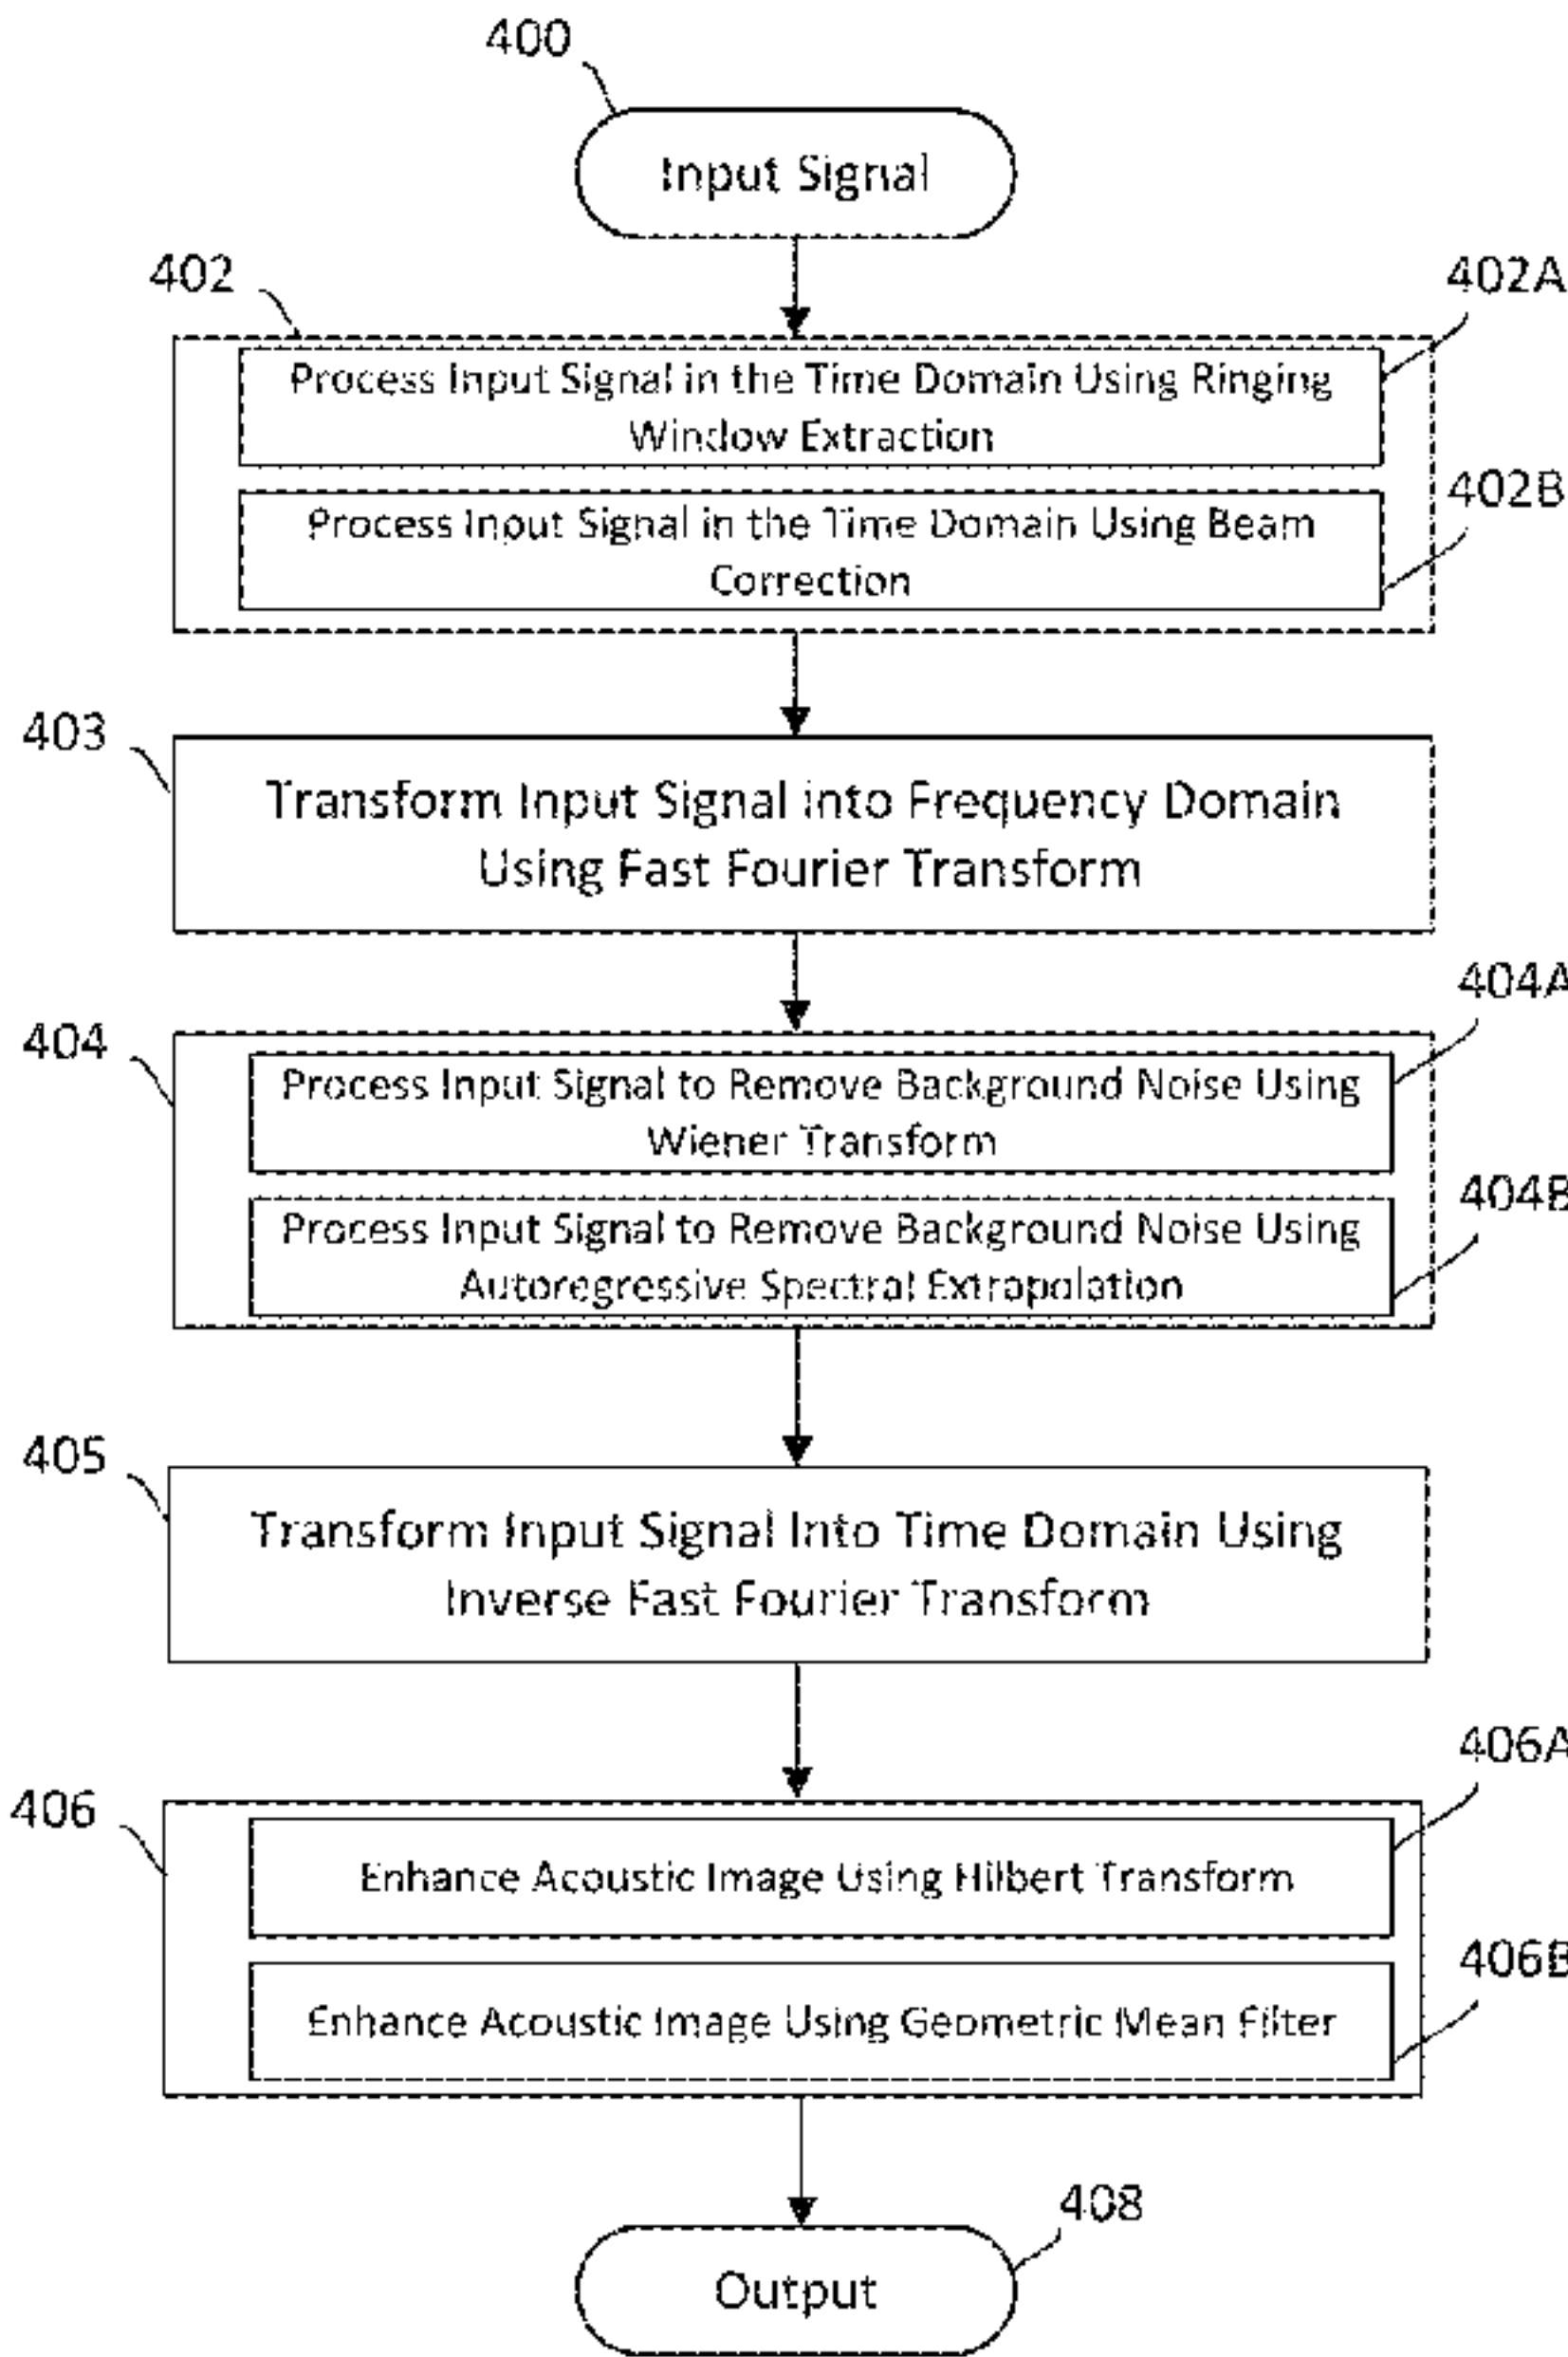 400
Input Signal
402
402A
Process Input Signal in the Time Domain Using Ringing
Window Extraction
402B
Process Input Signal in the Time Domain Using Beam
Correction
403
Transform Input Signal into Frequency Domain
Using Fast Fourier Transform
404A
404
Process Input Signal to Remove Background Noise Using
Wiener Transform
404B
Process Input Signal to Remove Background Noise Using
Autoregressive Spectral Extrapolation
405
Transform Input Signal Into Time Domain Using
Inverse Fast Fourier Transform
406A
406
Enhance Acoustic Image Using Hilbert Transform
406B
Enhance Acoustic Image Using Geometric Mean Filter
408
Output